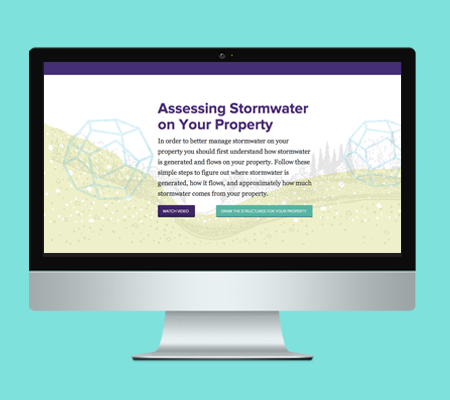 Assessing Stormwater
on Your Property
In order to better manage stormwater on your
property you should first understand how stormwater
is generated and flows on your property. Follow these
simple steps to figure out where stormwater is
generated, how it flows, and approximately how much
stormwater comes from your property.
WATCH VIDEO
DRAW THE STRUCTURES FOR YOUR PROPERTY